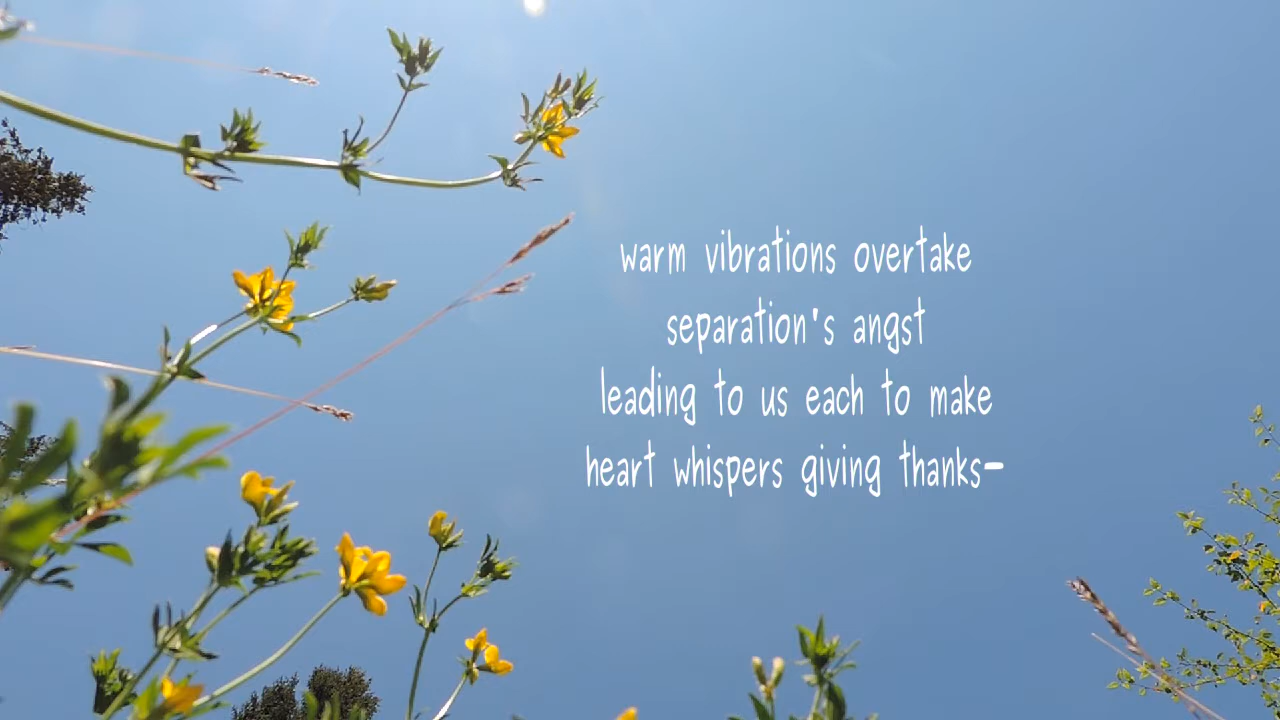 warm vibrations overtake
separation's angst
leading to us each to make
heart whispers giving thanks-